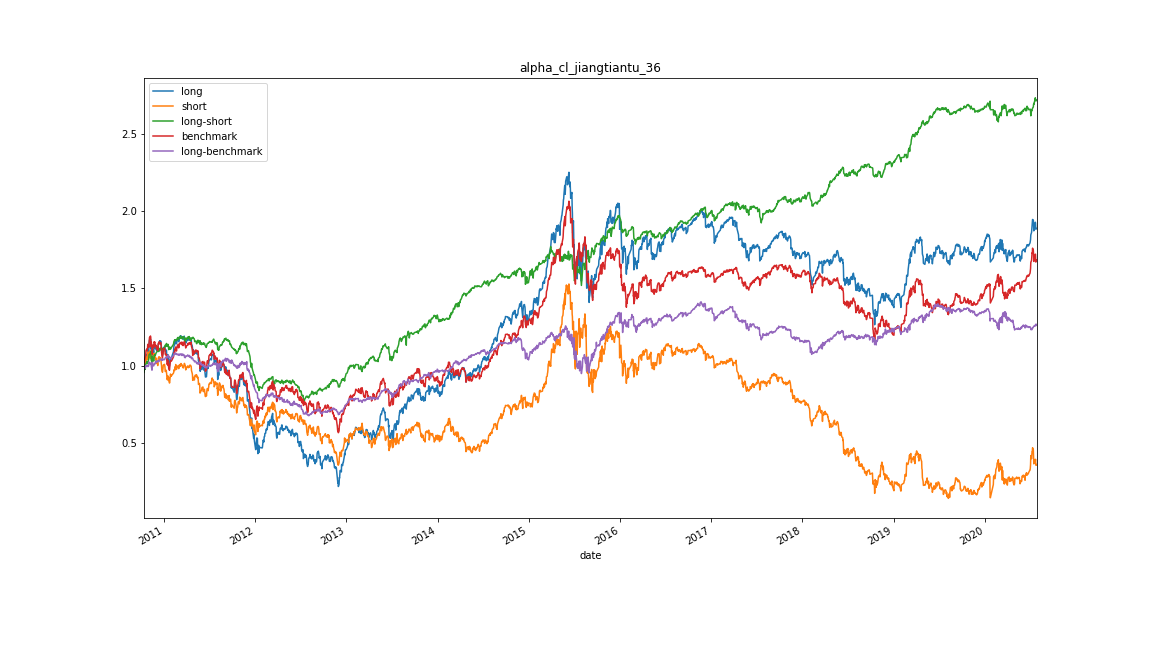 alpha_cl_jiangtiantu_36
long
short
long-short
benchmark
long-benchmark
2.5
2.0
1.5
1.0
0.5
2011 2012 2013 2014 2015 2016 2017 2018 2019 2020
date